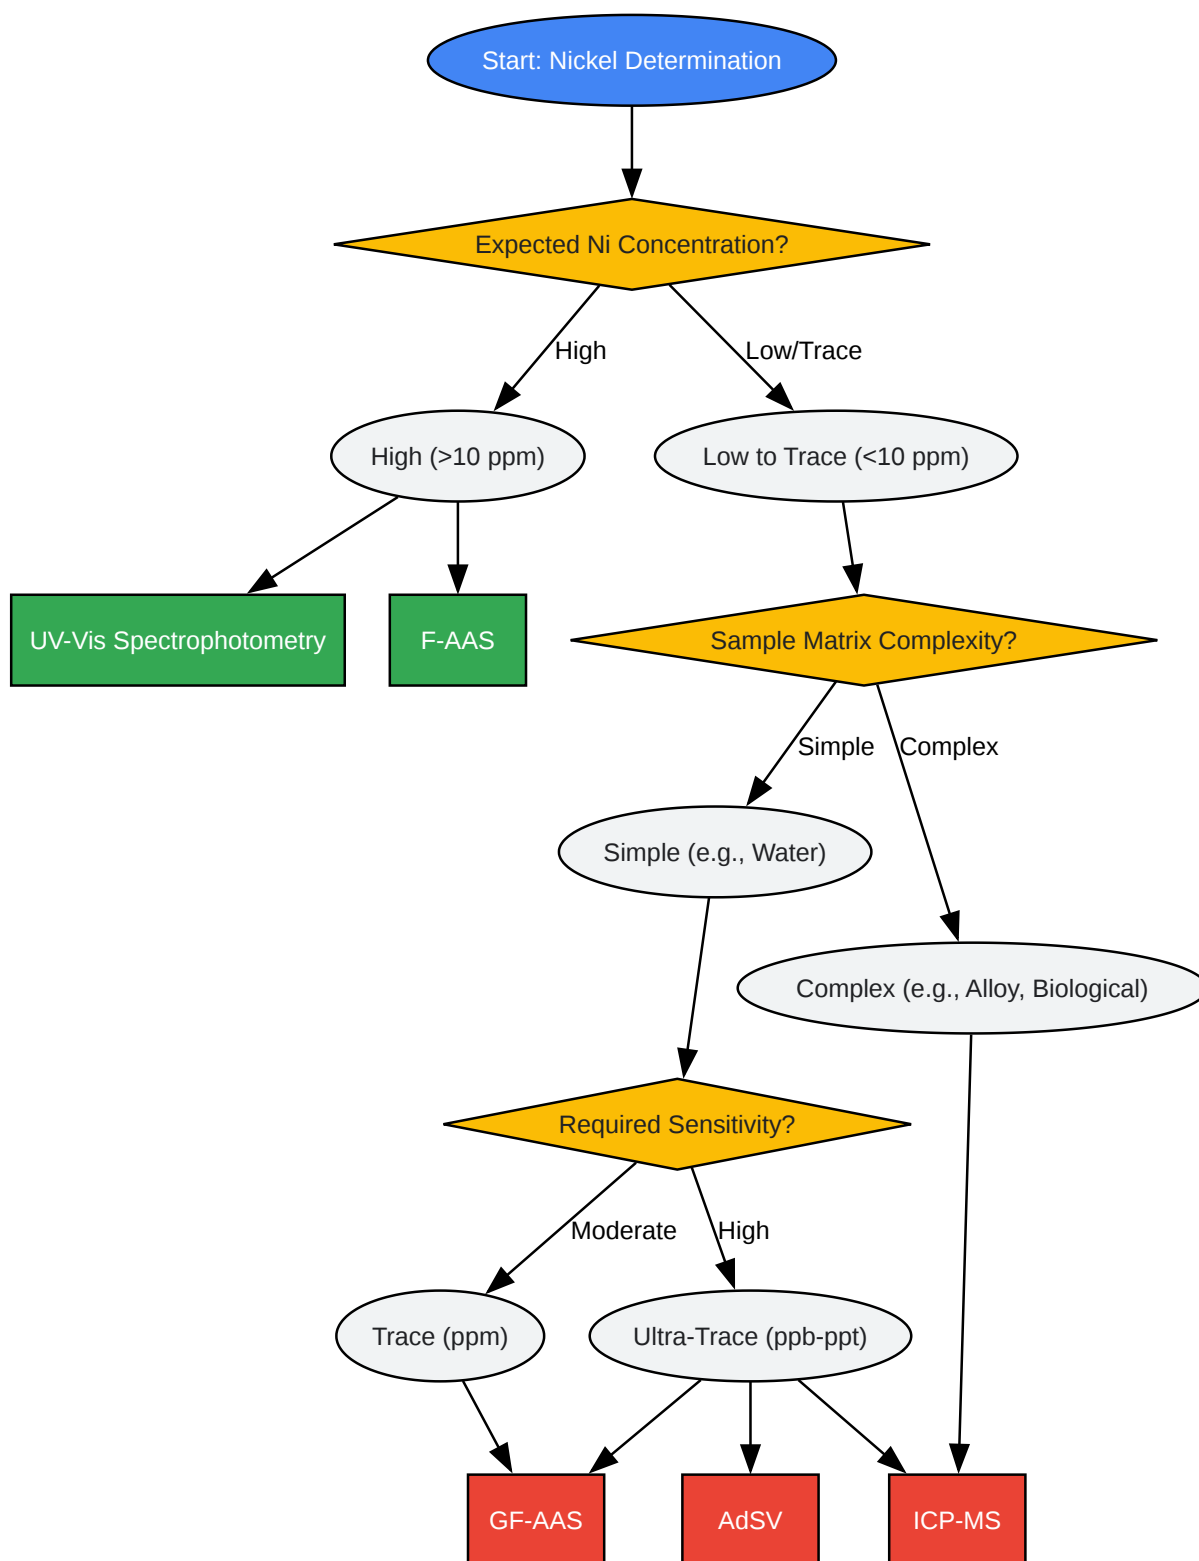 Start: Nickel Determination
Expected Ni Concentration?
High
Low/Trace
High (>10 ppm)
Low to Trace (<10 ppm)
UV-Vis Spectrophotometry
F-AAS
Sample Matrix Complexity?
Simple
Complex
Simple (e.g., Water)
Complex (e.g., Alloy, Biological)
Required Sensitivity?
Moderate
High
Trace (ppm)
Ultra-Trace (ppb-ppt)
GF-AAS
AdSV
ICP-MS